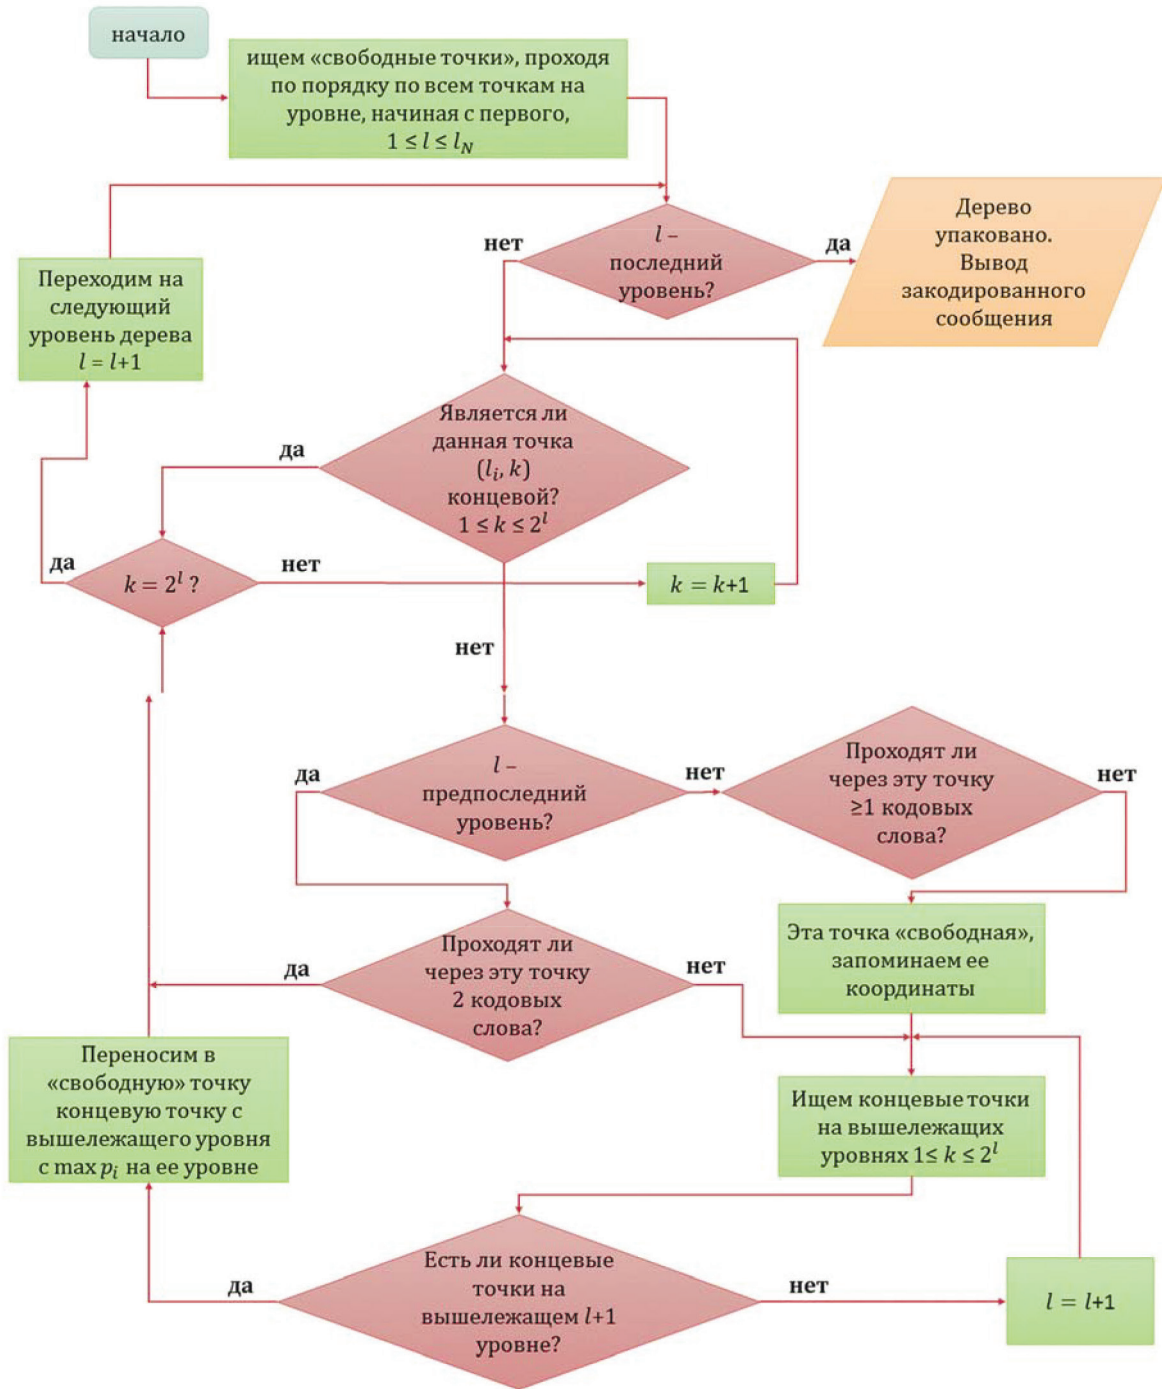 начало
ищем «свободные точки», проходя
по порядку по всем точкам на
уровне, начиная с первого,
1 ≤ l ≤ l_N
l –
последний
уровень?
нет
да
Дерево
упаковано.
Вывод
закодированного
сообщения
Переходим на
следующий
уровень дерева
l = l+1
Является ли
данная точка
(l_i, k)
концевой?
1 ≤ k ≤ 2^l
да
k = 2^l ?
да
нет
k = k+1
нет
l –
предпоследний
уровень?
да
нет
Проходят ли
через эту точку
≥1 кодовых
слова?
нет
Проходят ли
через эту точку
2 кодовых
слова?
да
нет
Эта точка «свободная»,
запоминаем ее
координаты
Переносим в
«свободную» точку
концевую точку с
вышележащего уровня
с max p_i на ее уровне
Ищем концевые точки
на вышележащих
уровнях 1≤ k ≤ 2^l
Есть ли концевые
точки на
вышележащем l+1
уровне?
да
нет
l = l+1